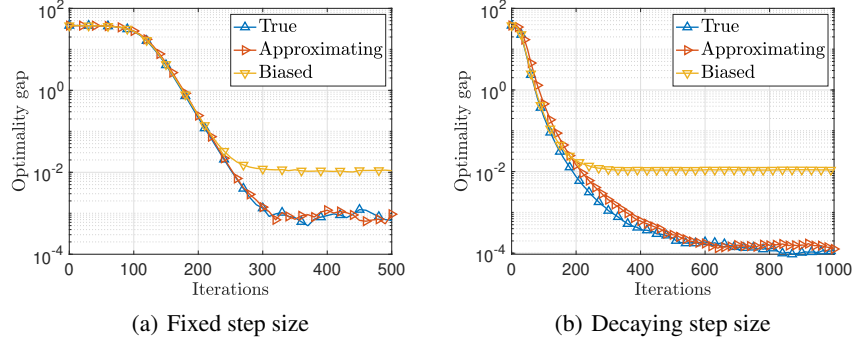 True
Approximating
Biased
Optimality gap
10^2
10^0
10^-2
10^-4
0 100 200 300 400 500
Iterations
(a) Fixed step size
True
Approximating
Biased
Optimality gap
10^2
10^0
10^-2
10^-4
0 200 400 600 800 1000
Iterations
(b) Decaying step size